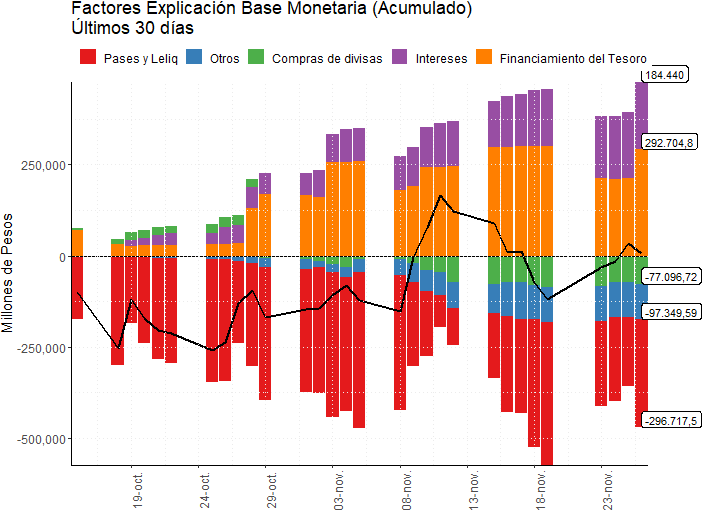 Factores Explicación Base Monetaria (Acumulado)
Últimos 30 días
Pases y Leliq Otros Compras de divisas Intereses Financiamiento del Tesoro
Millones de Pesos
250,000
0
-250,000
-500,000
184.440
292.704,8
-77.096,72
-97.349,59
-296.717,5
19-oct. 24-oct. 29-oct. 03-nov. 08-nov. 13-nov. 18-nov. 23-nov.